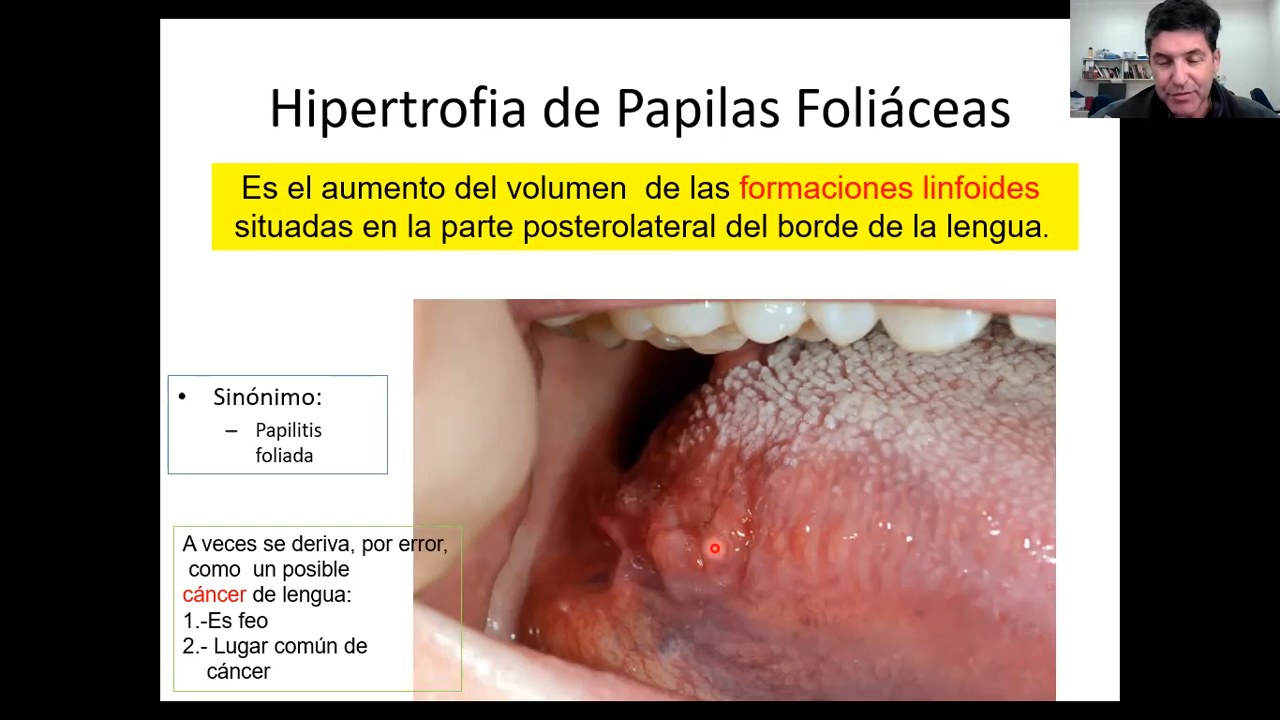 Hipertrofia de Papilas Foliáceas
Es el aumento del volumen de las formaciones linfoides
situadas en la parte posterolateral del borde de la lengua.
• Sinónimo:
– Papilitis
foliada
A veces se deriva, por error,
como un posible
cáncer de lengua:
1.-Es feo
2.- Lugar común de
cáncer